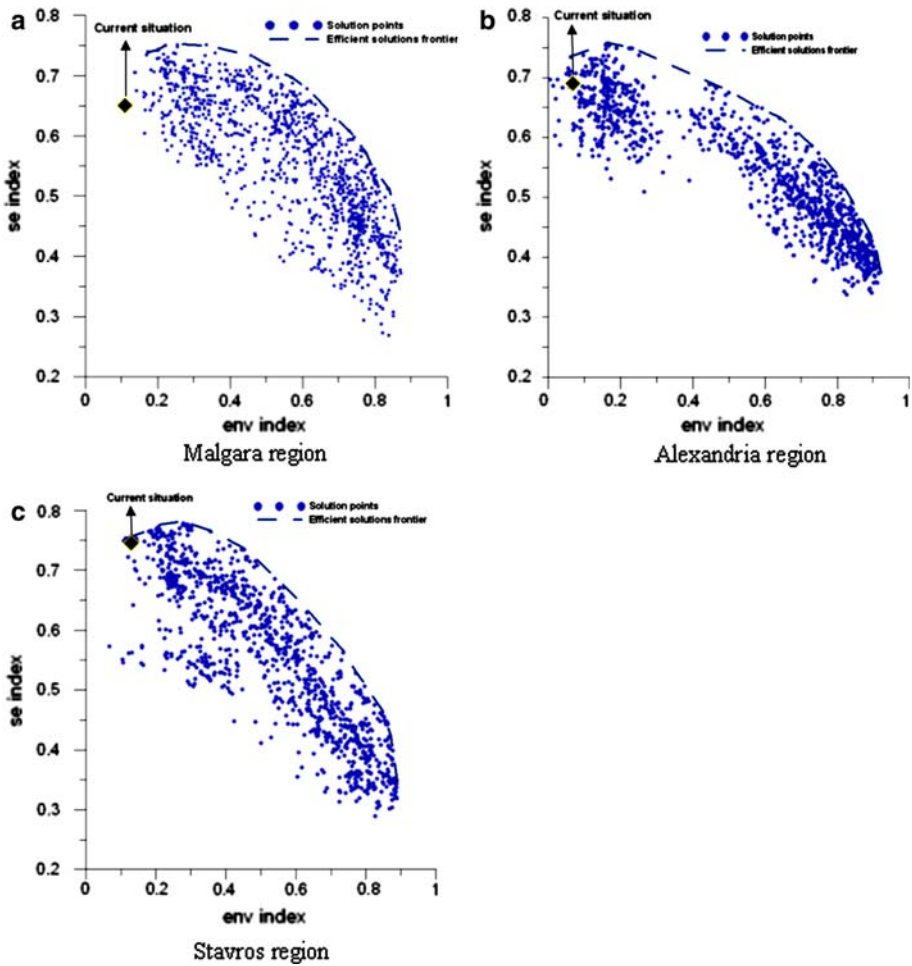 a
Current situation
Solution points
Efficient solutions frontier
0.8
0.7
0.6
0.5
0.4
0.3
0.2
se index
0 0.2 0.4 0.6 0.8 1
env index
Malgara region
b
Current situation
Solution points
Efficient solutions frontier
0.8
0.7
0.6
0.5
0.4
0.3
0.2
se index
0 0.2 0.4 0.6 0.8 1
env index
Alexandria region
c
Current situation
Solution points
Efficient solutions frontier
0.8
0.7
0.6
0.5
0.4
0.3
0.2
se index
0 0.2 0.4 0.6 0.8 1
env index
Stavros region